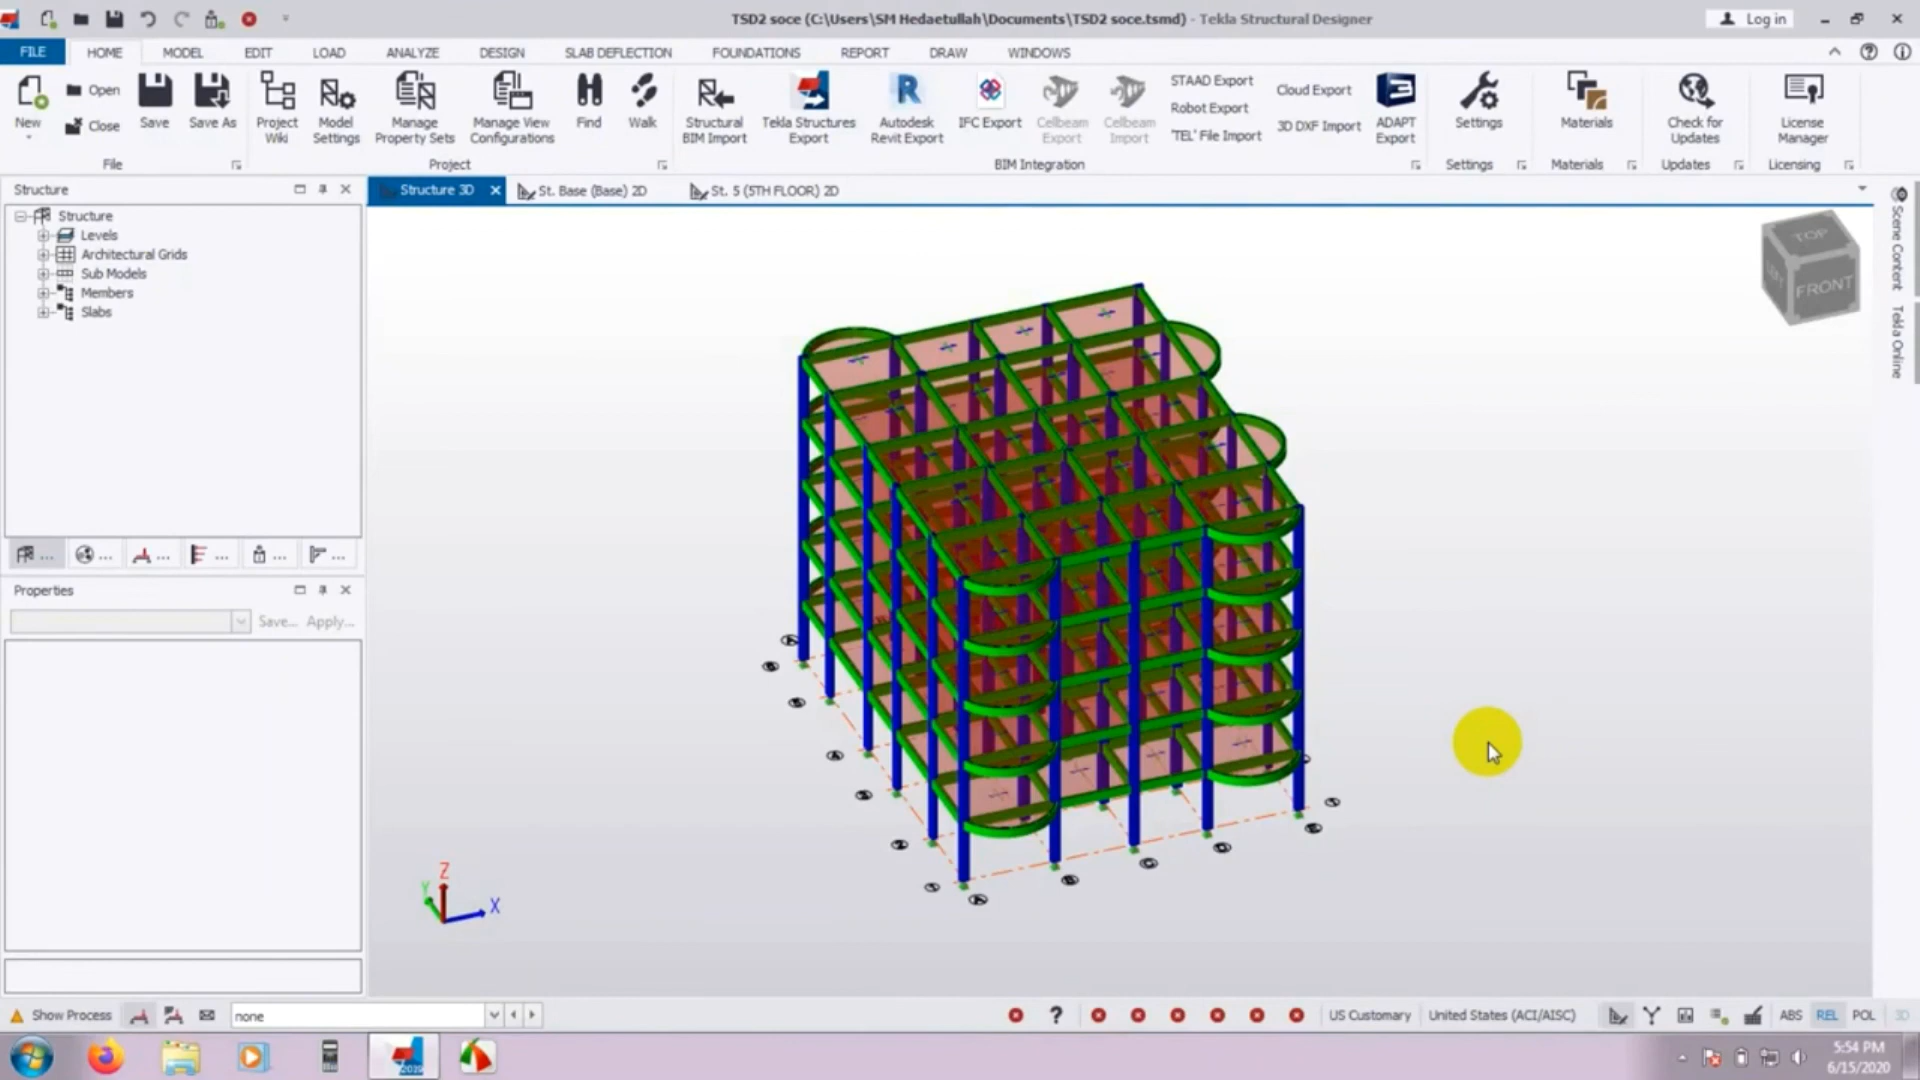 TSD2 soce (C:\Users\SM Hedaetullah\Documents\TSD2 soce.tsmd) - Tekla Structural Designer
Log in
FILE HOME MODEL EDIT LOAD ANALYZE DESIGN SLAB DEFLECTION FOUNDATIONS REPORT DRAW WINDOWS
New
Open
Close
Save
Save As
Project Wiki
Model Settings
Manage Property Sets
Manage View Configurations
Find
Walk
Structural BIM Import
Tekla Structures Export
Autodesk Revit Export
IFC Export
Cellbeam Export
Cellbeam Import
STAAD Export
Robot Export
'TEL' File Import
Cloud Export
3D DXF Import
ADAPT Export
Settings
Materials
Check for Updates
License Manager
File Project BIM Integration Settings Materials Updates Licensing
Structure
Structure 3D
St. Base (Base) 2D
St. 5 (5TH FLOOR) 2D
Structure
Levels
Architectural Grids
Sub Models
Members
Slabs
Properties
Save... Apply...
TOP
LEFT
FRONT
Scene Content
Tekla Online
Z
Y
X
Show Process
none
US Customary
United States (ACI/AISC)
ABS REL POL 3D
2019
5:54 PM
6/15/2020